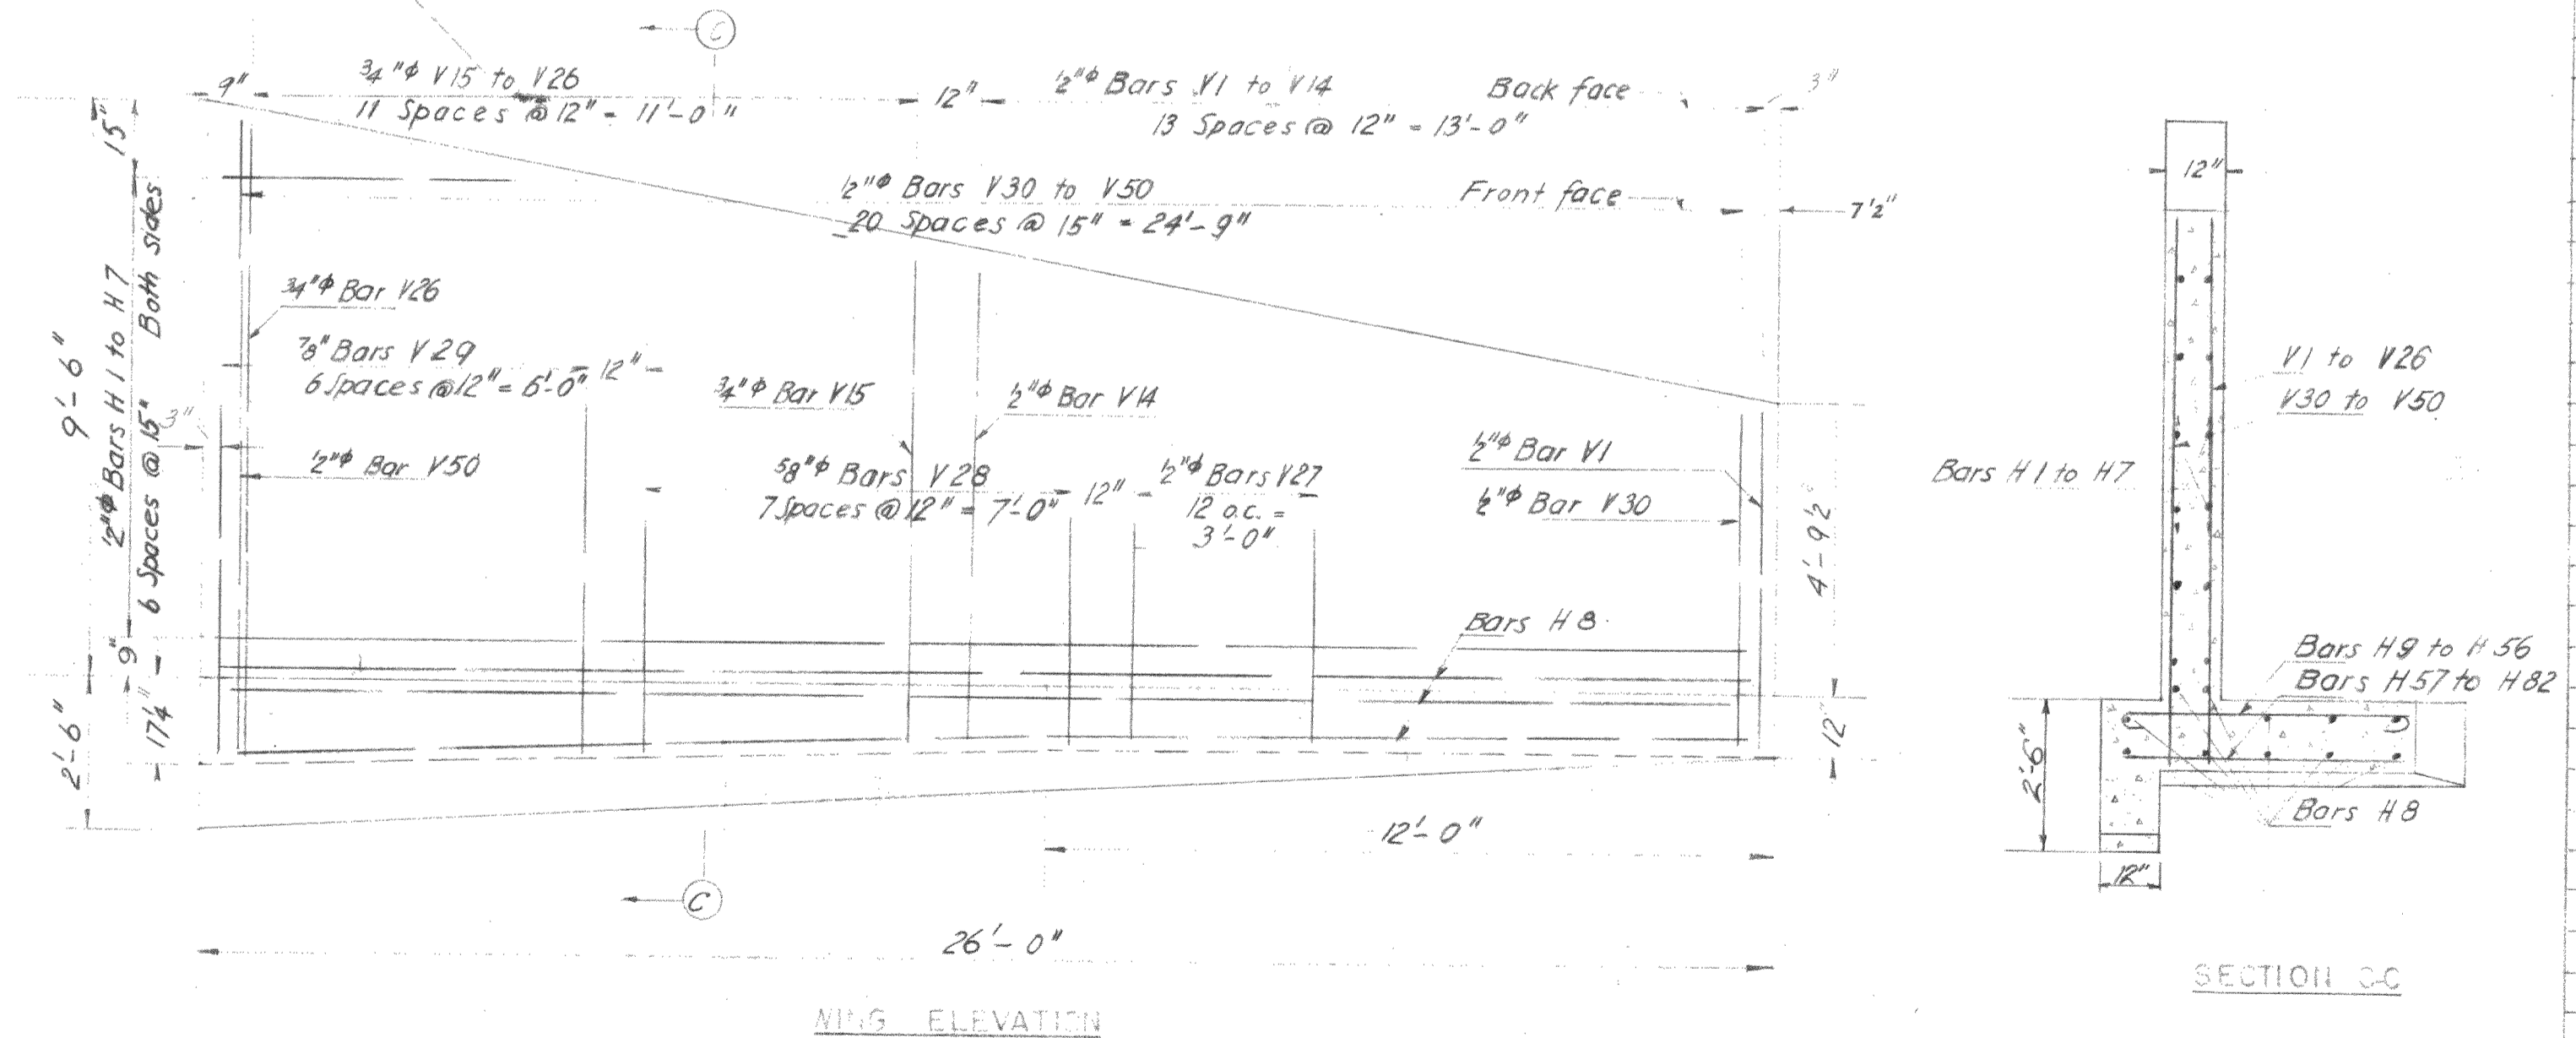 C
9" 3/4"ϕ V15 to V26 12" 1/2"ϕ Bars V1 to V14 Back face 3"
11 Spaces @ 12" = 11'-0" 13 Spaces @ 12" = 13'-0"
15"
1/2"ϕ Bars V30 to V50 Front face 7 1/2"
20 Spaces @ 15" = 24'-9"
12"
9'-6"
1/2"ϕ Bars H1 to H7
6 Spaces @ 15" Both sides
3/4"ϕ Bar V26
7/8" Bars V29 12"
6 Spaces @ 12" = 6'-0"
3"
1/2"ϕ Bar V50
3/4"ϕ Bar V15
1/2"ϕ Bar V14
5/8"ϕ Bars V28 12" 1/2"ϕ Bars V27
7 Spaces @ 12" = 7'-0" 12 o.c. =
3'-0"
1/2"ϕ Bar V1
1/2"ϕ Bar V30
4'-9 1/2"
Bars H8
9"
17 1/4"
2'-6"
12"
12'-0"
C
26'-0"
WING ELEVATION
V1 to V26
V30 to V50
Bars H1 to H7
Bars H9 to H56
Bars H57 to H82
2'-6"
Bars H8
12"
SECTION C-C